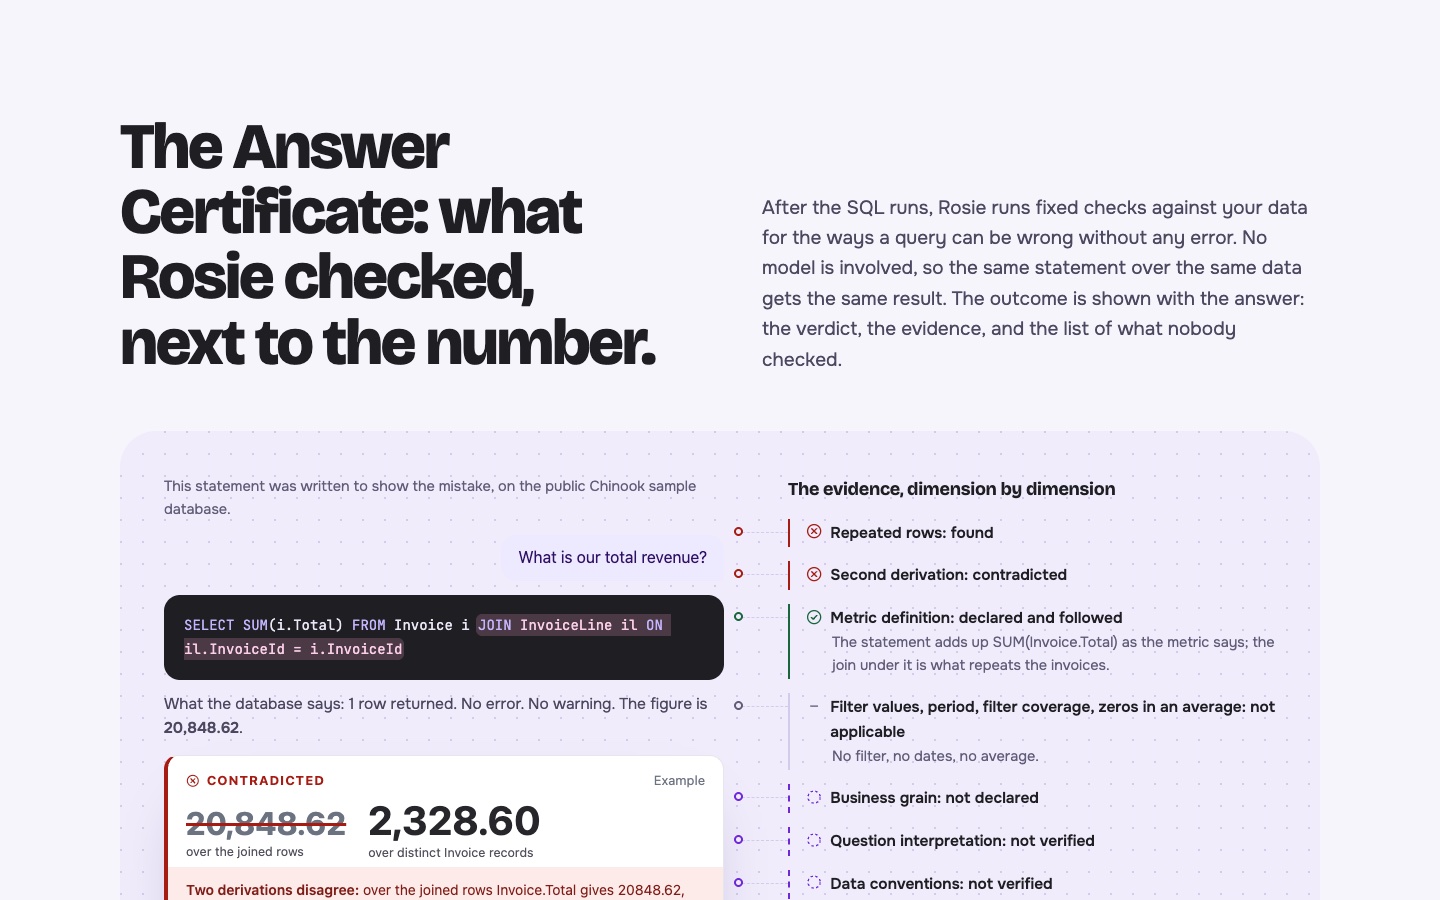 The Answer
Certificate: what
Rosie checked,
next to the number.
After the SQL runs, Rosie runs fixed checks against your data
for the ways a query can be wrong without any error. No
model is involved, so the same statement over the same data
gets the same result. The outcome is shown with the answer:
the verdict, the evidence, and the list of what nobody
checked.
This statement was written to show the mistake, on the public Chinook sample
database.
What is our total revenue?
SELECT SUM(i.Total) FROM Invoice i JOIN InvoiceLine il ON
il.InvoiceId = i.InvoiceId
What the database says: 1 row returned. No error. No warning. The figure is
20,848.62.
CONTRADICTED
Example
20,848.62
2,328.60
over the joined rows
over distinct Invoice records
Two derivations disagree: over the joined rows Invoice.Total gives 20848.62,
The evidence, dimension by dimension
Repeated rows: found
Second derivation: contradicted
Metric definition: declared and followed
The statement adds up SUM(Invoice.Total) as the metric says; the
join under it is what repeats the invoices.
Filter values, period, filter coverage, zeros in an average: not
applicable
No filter, no dates, no average.
Business grain: not declared
Question interpretation: not verified
Data conventions: not verified